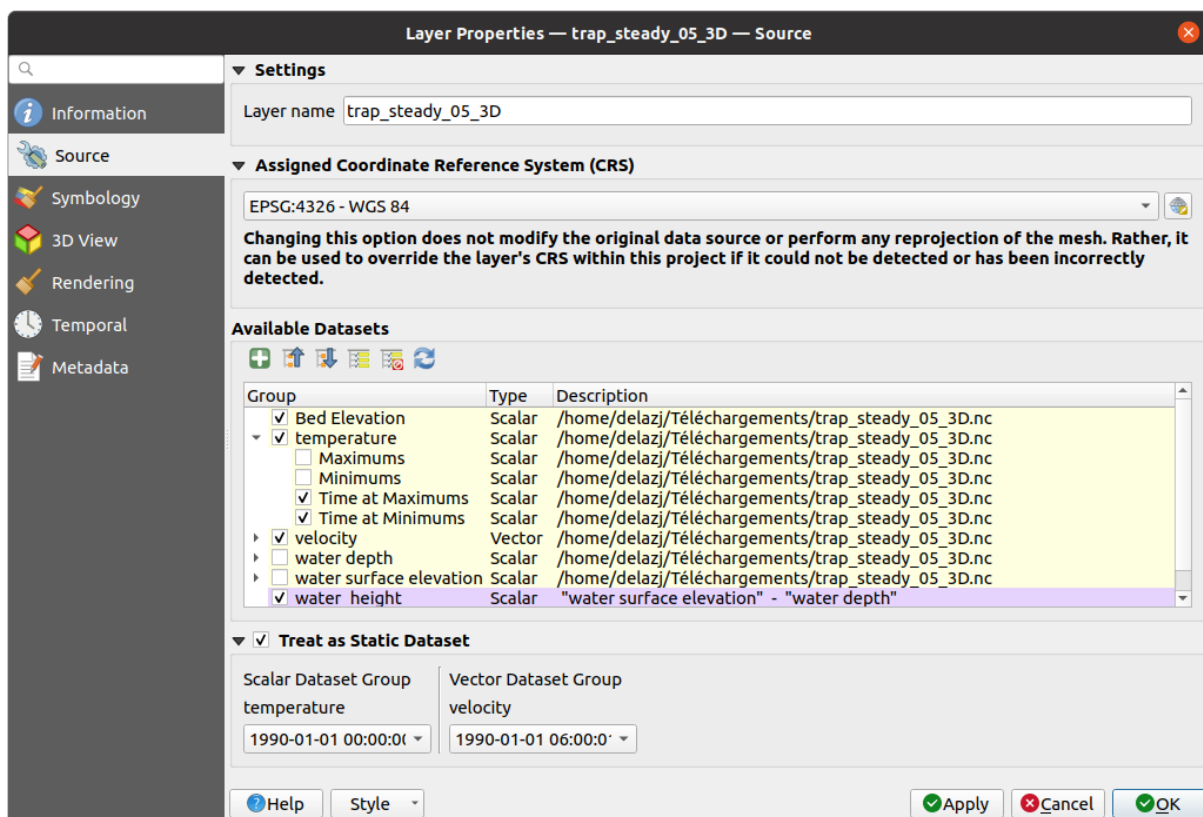 Layer Properties — trap_steady_05_3D — Source
Information
Source
Symbology
3D View
Rendering
Temporal
Metadata
Settings
Layer name trap_steady_05_3D
Assigned Coordinate Reference System (CRS)
EPSG:4326 - WGS 84
Changing this option does not modify the original data source or perform any reprojection of the mesh. Rather, it
can be used to override the layer's CRS within this project if it could not be detected or has been incorrectly
detected.
Available Datasets
Group Type Description
Bed Elevation Scalar /home/delazj/Téléchargements/trap_steady_05_3D.nc
temperature Scalar /home/delazj/Téléchargements/trap_steady_05_3D.nc
Maximums Scalar /home/delazj/Téléchargements/trap_steady_05_3D.nc
Minimums Scalar /home/delazj/Téléchargements/trap_steady_05_3D.nc
Time at Maximums Scalar /home/delazj/Téléchargements/trap_steady_05_3D.nc
Time at Minimums Scalar /home/delazj/Téléchargements/trap_steady_05_3D.nc
velocity Vector /home/delazj/Téléchargements/trap_steady_05_3D.nc
water depth Scalar /home/delazj/Téléchargements/trap_steady_05_3D.nc
water surface elevation Scalar /home/delazj/Téléchargements/trap_steady_05_3D.nc
water_height Scalar "water surface elevation" - "water depth"
Treat as Static Dataset
Scalar Dataset Group Vector Dataset Group
temperature velocity
1990-01-01 00:00:00 1990-01-01 06:00:0
Help Style Apply Cancel OK